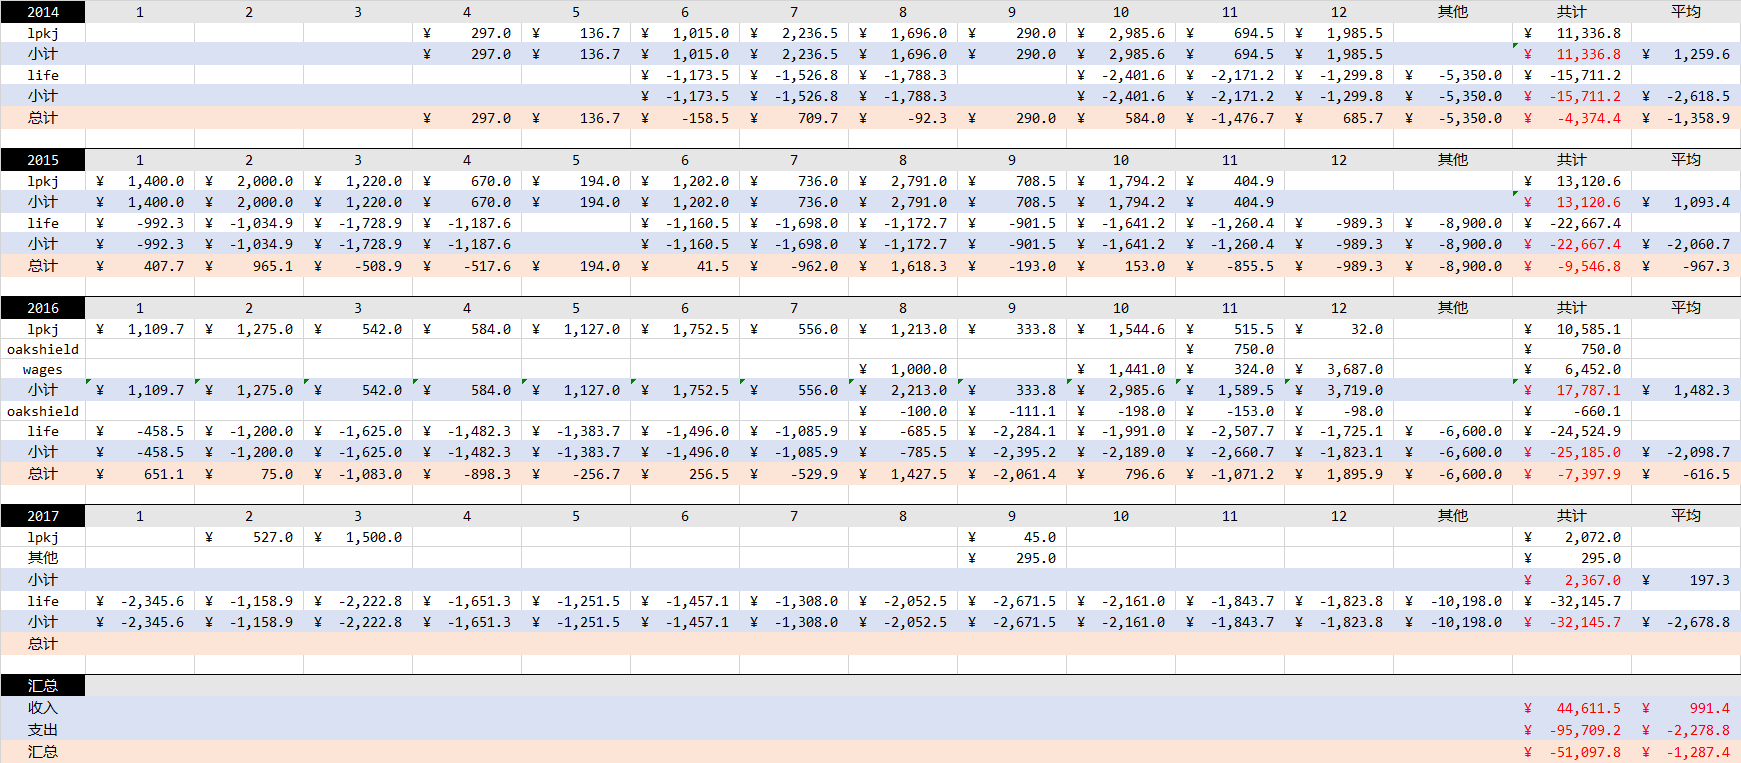 2014 1 2 3 4 5 6 7 8 9 10 11 12 其他 共计 平均
lpkj ¥ 297.0 ¥ 136.7 ¥ 1,015.0 ¥ 2,236.5 ¥ 1,696.0 ¥ 290.0 ¥ 2,985.6 ¥ 694.5 ¥ 1,985.5 ¥ 11,336.8
小计 ¥ 297.0 ¥ 136.7 ¥ 1,015.0 ¥ 2,236.5 ¥ 1,696.0 ¥ 290.0 ¥ 2,985.6 ¥ 694.5 ¥ 1,985.5 ¥ 11,336.8 ¥ 1,259.6
life ¥ -1,173.5 ¥ -1,526.8 ¥ -1,788.3 ¥ -2,401.6 ¥ -2,171.2 ¥ -1,299.8 ¥ -5,350.0 ¥ -15,711.2
小计 ¥ -1,173.5 ¥ -1,526.8 ¥ -1,788.3 ¥ -2,401.6 ¥ -2,171.2 ¥ -1,299.8 ¥ -5,350.0 ¥ -15,711.2 ¥ -2,618.5
总计 ¥ 297.0 ¥ 136.7 ¥ -158.5 ¥ 709.7 ¥ -92.3 ¥ 290.0 ¥ 584.0 ¥ -1,476.7 ¥ 685.7 ¥ -5,350.0 ¥ -4,374.4 ¥ -1,358.9
2015 1 2 3 4 5 6 7 8 9 10 11 12 其他 共计 平均
lpkj ¥ 1,400.0 ¥ 2,000.0 ¥ 1,220.0 ¥ 670.0 ¥ 194.0 ¥ 1,202.0 ¥ 736.0 ¥ 2,791.0 ¥ 708.5 ¥ 1,794.2 ¥ 404.9 ¥ 13,120.6
小计 ¥ 1,400.0 ¥ 2,000.0 ¥ 1,220.0 ¥ 670.0 ¥ 194.0 ¥ 1,202.0 ¥ 736.0 ¥ 2,791.0 ¥ 708.5 ¥ 1,794.2 ¥ 404.9 ¥ 13,120.6 ¥ 1,093.4
life ¥ -992.3 ¥ -1,034.9 ¥ -1,728.9 ¥ -1,187.6 ¥ -1,160.5 ¥ -1,698.0 ¥ -1,172.7 ¥ -901.5 ¥ -1,641.2 ¥ -1,260.4 ¥ -989.3 ¥ -8,900.0 ¥ -22,667.4
小计 ¥ -992.3 ¥ -1,034.9 ¥ -1,728.9 ¥ -1,187.6 ¥ -1,160.5 ¥ -1,698.0 ¥ -1,172.7 ¥ -901.5 ¥ -1,641.2 ¥ -1,260.4 ¥ -989.3 ¥ -8,900.0 ¥ -22,667.4 ¥ -2,060.7
总计 ¥ 407.7 ¥ 965.1 ¥ -508.9 ¥ -517.6 ¥ 194.0 ¥ 41.5 ¥ -962.0 ¥ 1,618.3 ¥ -193.0 ¥ 153.0 ¥ -855.5 ¥ -989.3 ¥ -8,900.0 ¥ -9,546.8 ¥ -967.3
2016 1 2 3 4 5 6 7 8 9 10 11 12 其他 共计 平均
lpkj ¥ 1,109.7 ¥ 1,275.0 ¥ 542.0 ¥ 584.0 ¥ 1,127.0 ¥ 1,752.5 ¥ 556.0 ¥ 1,213.0 ¥ 333.8 ¥ 1,544.6 ¥ 515.5 ¥ 32.0 ¥ 10,585.1
oakshield ¥ 750.0 ¥ 750.0
wages ¥ 1,000.0 ¥ 1,441.0 ¥ 324.0 ¥ 3,687.0 ¥ 6,452.0
小计 ¥ 1,109.7 ¥ 1,275.0 ¥ 542.0 ¥ 584.0 ¥ 1,127.0 ¥ 1,752.5 ¥ 556.0 ¥ 2,213.0 ¥ 333.8 ¥ 2,985.6 ¥ 1,589.5 ¥ 3,719.0 ¥ 17,787.1 ¥ 1,482.3
oakshield ¥ -100.0 ¥ -111.1 ¥ -198.0 ¥ -153.0 ¥ -98.0 ¥ -660.1
life ¥ -458.5 ¥ -1,200.0 ¥ -1,625.0 ¥ -1,482.3 ¥ -1,383.7 ¥ -1,496.0 ¥ -1,085.9 ¥ -685.5 ¥ -2,284.1 ¥ -1,991.0 ¥ -2,507.7 ¥ -1,725.1 ¥ -6,600.0 ¥ -24,524.9
小计 ¥ -458.5 ¥ -1,200.0 ¥ -1,625.0 ¥ -1,482.3 ¥ -1,383.7 ¥ -1,496.0 ¥ -1,085.9 ¥ -785.5 ¥ -2,395.2 ¥ -2,189.0 ¥ -2,660.7 ¥ -1,823.1 ¥ -6,600.0 ¥ -25,185.0 ¥ -2,098.7
总计 ¥ 651.1 ¥ 75.0 ¥ -1,083.0 ¥ -898.3 ¥ -256.7 ¥ 256.5 ¥ -529.9 ¥ 1,427.5 ¥ -2,061.4 ¥ 796.6 ¥ -1,071.2 ¥ 1,895.9 ¥ -6,600.0 ¥ -7,397.9 ¥ -616.5
2017 1 2 3 4 5 6 7 8 9 10 11 12 其他 共计 平均
lpkj ¥ 527.0 ¥ 1,500.0 ¥ 45.0 ¥ 2,072.0
其他 ¥ 295.0 ¥ 295.0
小计 ¥ 2,367.0 ¥ 197.3
life ¥ -2,345.6 ¥ -1,158.9 ¥ -2,222.8 ¥ -1,651.3 ¥ -1,251.5 ¥ -1,457.1 ¥ -1,308.0 ¥ -2,052.5 ¥ -2,671.5 ¥ -2,161.0 ¥ -1,843.7 ¥ -1,823.8 ¥ -10,198.0 ¥ -32,145.7
小计 ¥ -2,345.6 ¥ -1,158.9 ¥ -2,222.8 ¥ -1,651.3 ¥ -1,251.5 ¥ -1,457.1 ¥ -1,308.0 ¥ -2,052.5 ¥ -2,671.5 ¥ -2,161.0 ¥ -1,843.7 ¥ -1,823.8 ¥ -10,198.0 ¥ -32,145.7 ¥ -2,678.8
总计
汇总
收入 ¥ 44,611.5 ¥ 991.4
支出 ¥ -95,709.2 ¥ -2,278.8
汇总 ¥ -51,097.8 ¥ -1,287.4